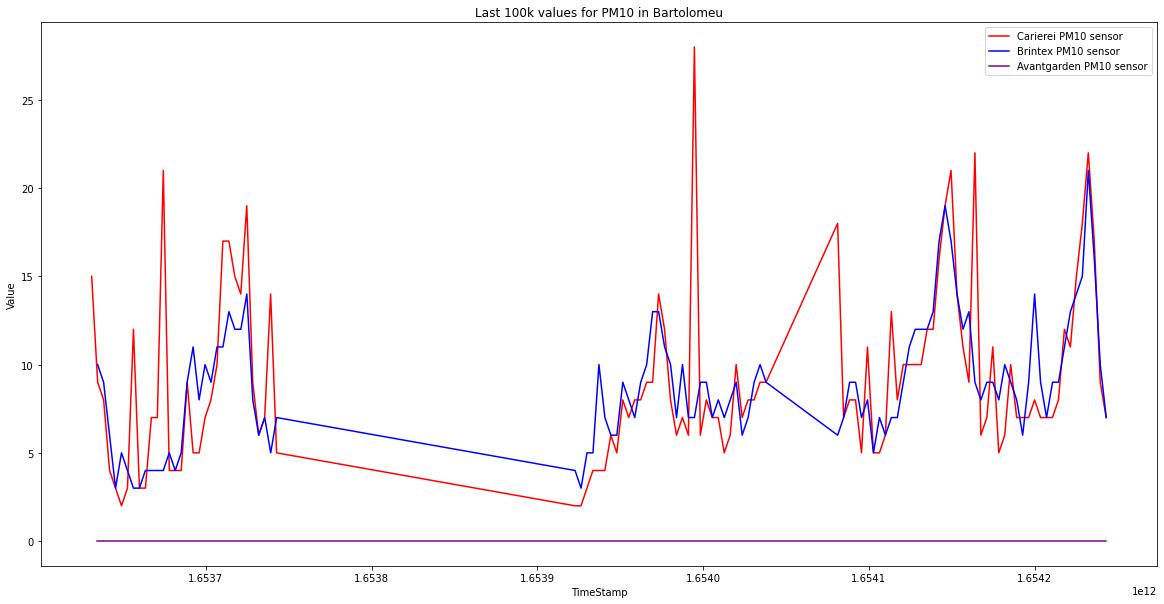 Last 100k values for PM10 in Bartolomeu
Carierei PM10 sensor
Brintex PM10 sensor
Avantgarden PM10 sensor
25
20
15
10
5
0
Value
1.6537 1.6538 1.6539 1.6540 1.6541 1.6542
1e12
TimeStamp